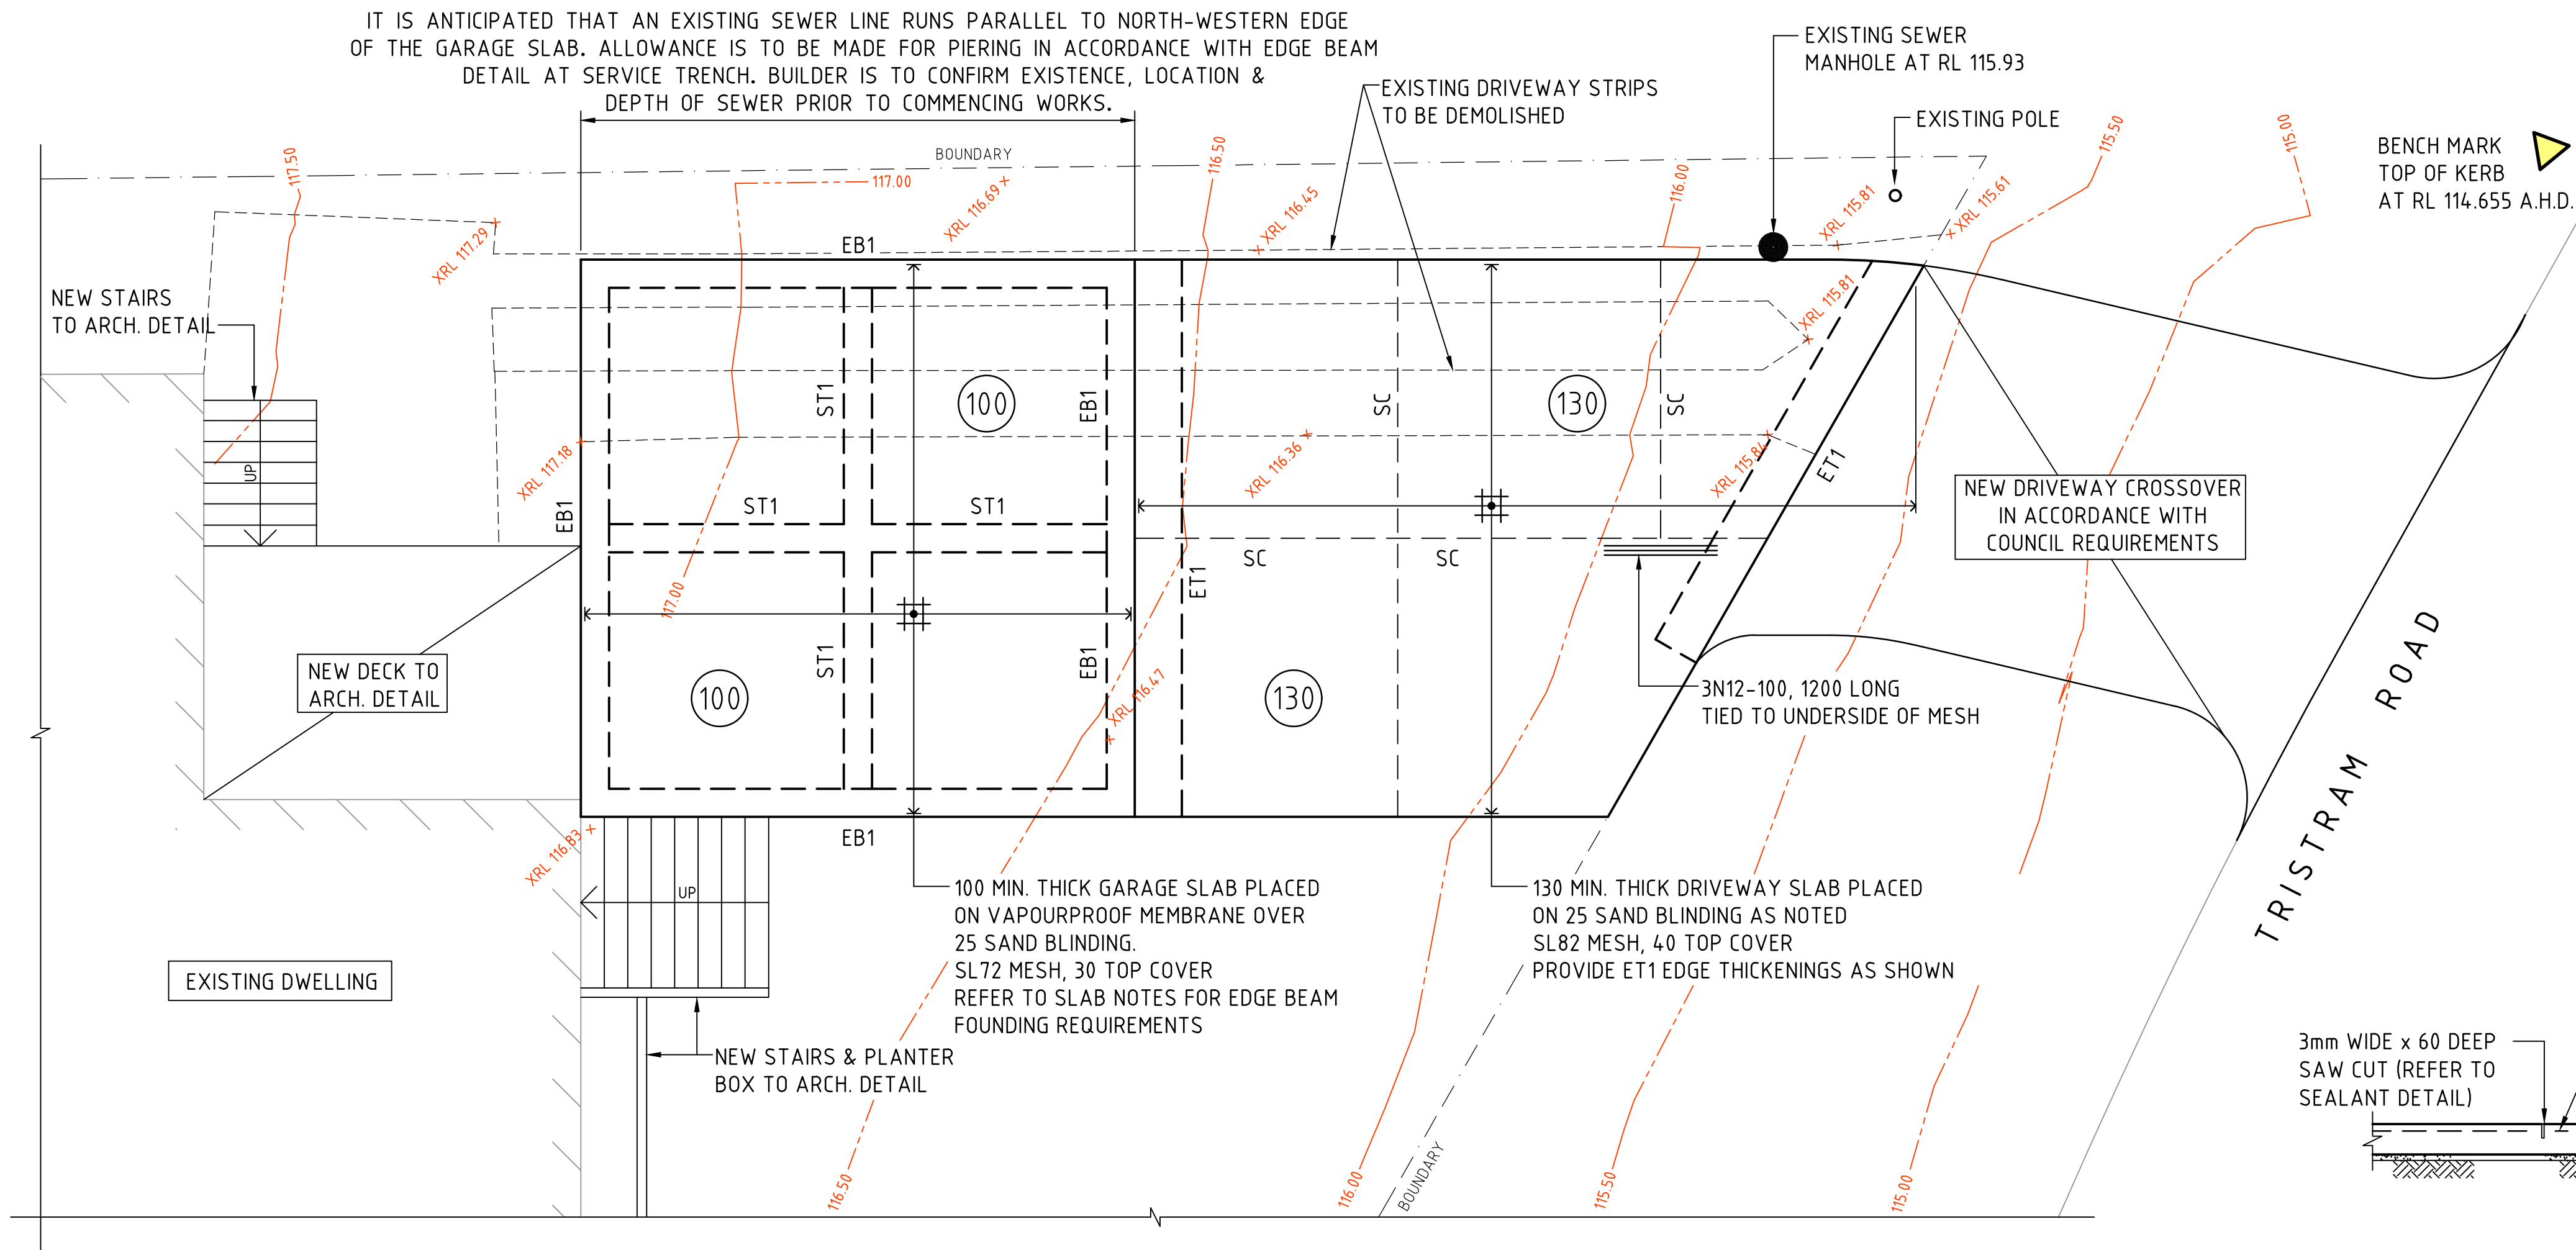 IT IS ANTICIPATED THAT AN EXISTING SEWER LINE RUNS PARALLEL TO NORTH-WESTERN EDGE
OF THE GARAGE SLAB. ALLOWANCE IS TO BE MADE FOR PIERING IN ACCORDANCE WITH EDGE BEAM
DETAIL AT SERVICE TRENCH. BUILDER IS TO CONFIRM EXISTENCE, LOCATION &
DEPTH OF SEWER PRIOR TO COMMENCING WORKS.
EXISTING SEWER
MANHOLE AT RL 115.93
EXISTING DRIVEWAY STRIPS
TO BE DEMOLISHED
EXISTING POLE
BENCH MARK
TOP OF KERB
AT RL 114.655 A.H.D.
BOUNDARY
117.50
117.00
116.50
116.00
115.50
115.00
XRL 117.29
XRL 116.69
XRL 116.45
XRL 115.81
XRL 115.61
EB1
NEW STAIRS
TO ARCH. DETAIL
UP
XRL 115.81
ST1
100
EB1
SC
130
SC
XRL 117.18
EB1
ST1
ST1
XRL 116.36
XRL 115.84
ET1
NEW DRIVEWAY CROSSOVER
IN ACCORDANCE WITH
COUNCIL REQUIREMENTS
SC
SC
ET1
117.00
ST1
EB1
NEW DECK TO
ARCH. DETAIL
100
XRL 116.47
130
3N12-100, 1200 LONG
TIED TO UNDERSIDE OF MESH
TRISTRAM ROAD
XRL 116.83
EB1
UP
100 MIN. THICK GARAGE SLAB PLACED
ON VAPOURPROOF MEMBRANE OVER
25 SAND BLINDING.
SL72 MESH, 30 TOP COVER
REFER TO SLAB NOTES FOR EDGE BEAM
FOUNDING REQUIREMENTS
130 MIN. THICK DRIVEWAY SLAB PLACED
ON 25 SAND BLINDING AS NOTED
SL82 MESH, 40 TOP COVER
PROVIDE ET1 EDGE THICKENINGS AS SHOWN
EXISTING DWELLING
NEW STAIRS & PLANTER
BOX TO ARCH. DETAIL
3mm WIDE x 60 DEEP
SAW CUT (REFER TO
SEALANT DETAIL)
116.50
116.00
BOUNDARY
115.50
115.00